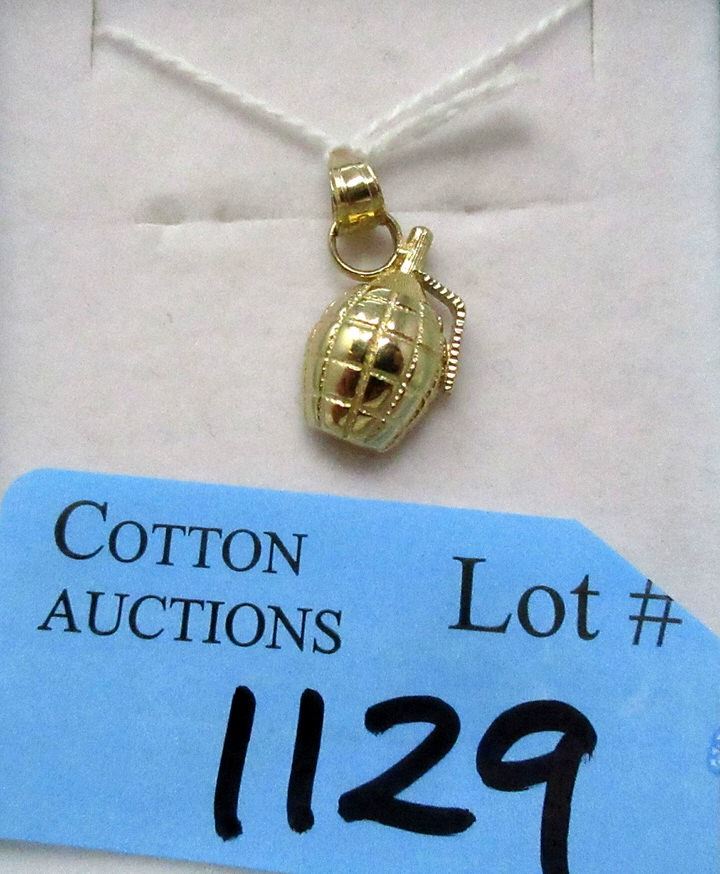 COTTON
AUCTIONS
Lot #
1129